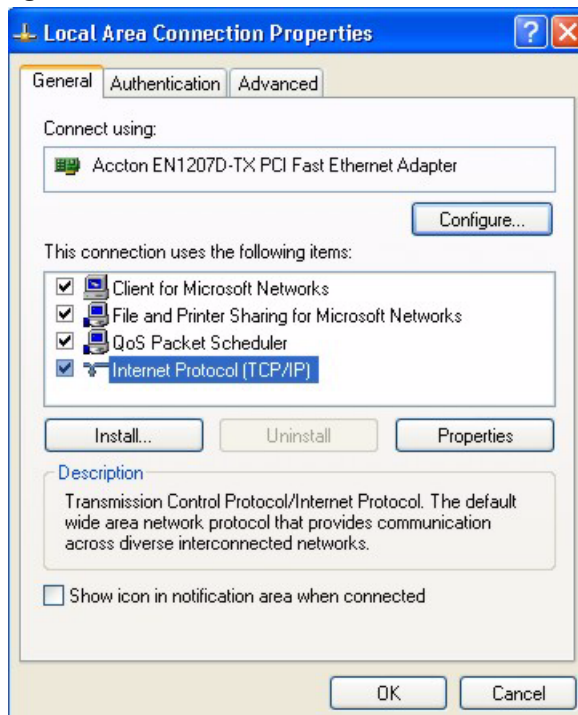 Local Area Connection Properties
General Authentication Advanced
Connect using:
Accton EN1207D-TX PCI Fast Ethernet Adapter
Configure...
This connection uses the following items:
Client for Microsoft Networks
File and Printer Sharing for Microsoft Networks
QoS Packet Scheduler
Internet Protocol (TCP/IP)
Install... Uninstall Properties
Description
Transmission Control Protocol/Internet Protocol. The default
wide area network protocol that provides communication
across diverse interconnected networks.
Show icon in notification area when connected
OK Cancel